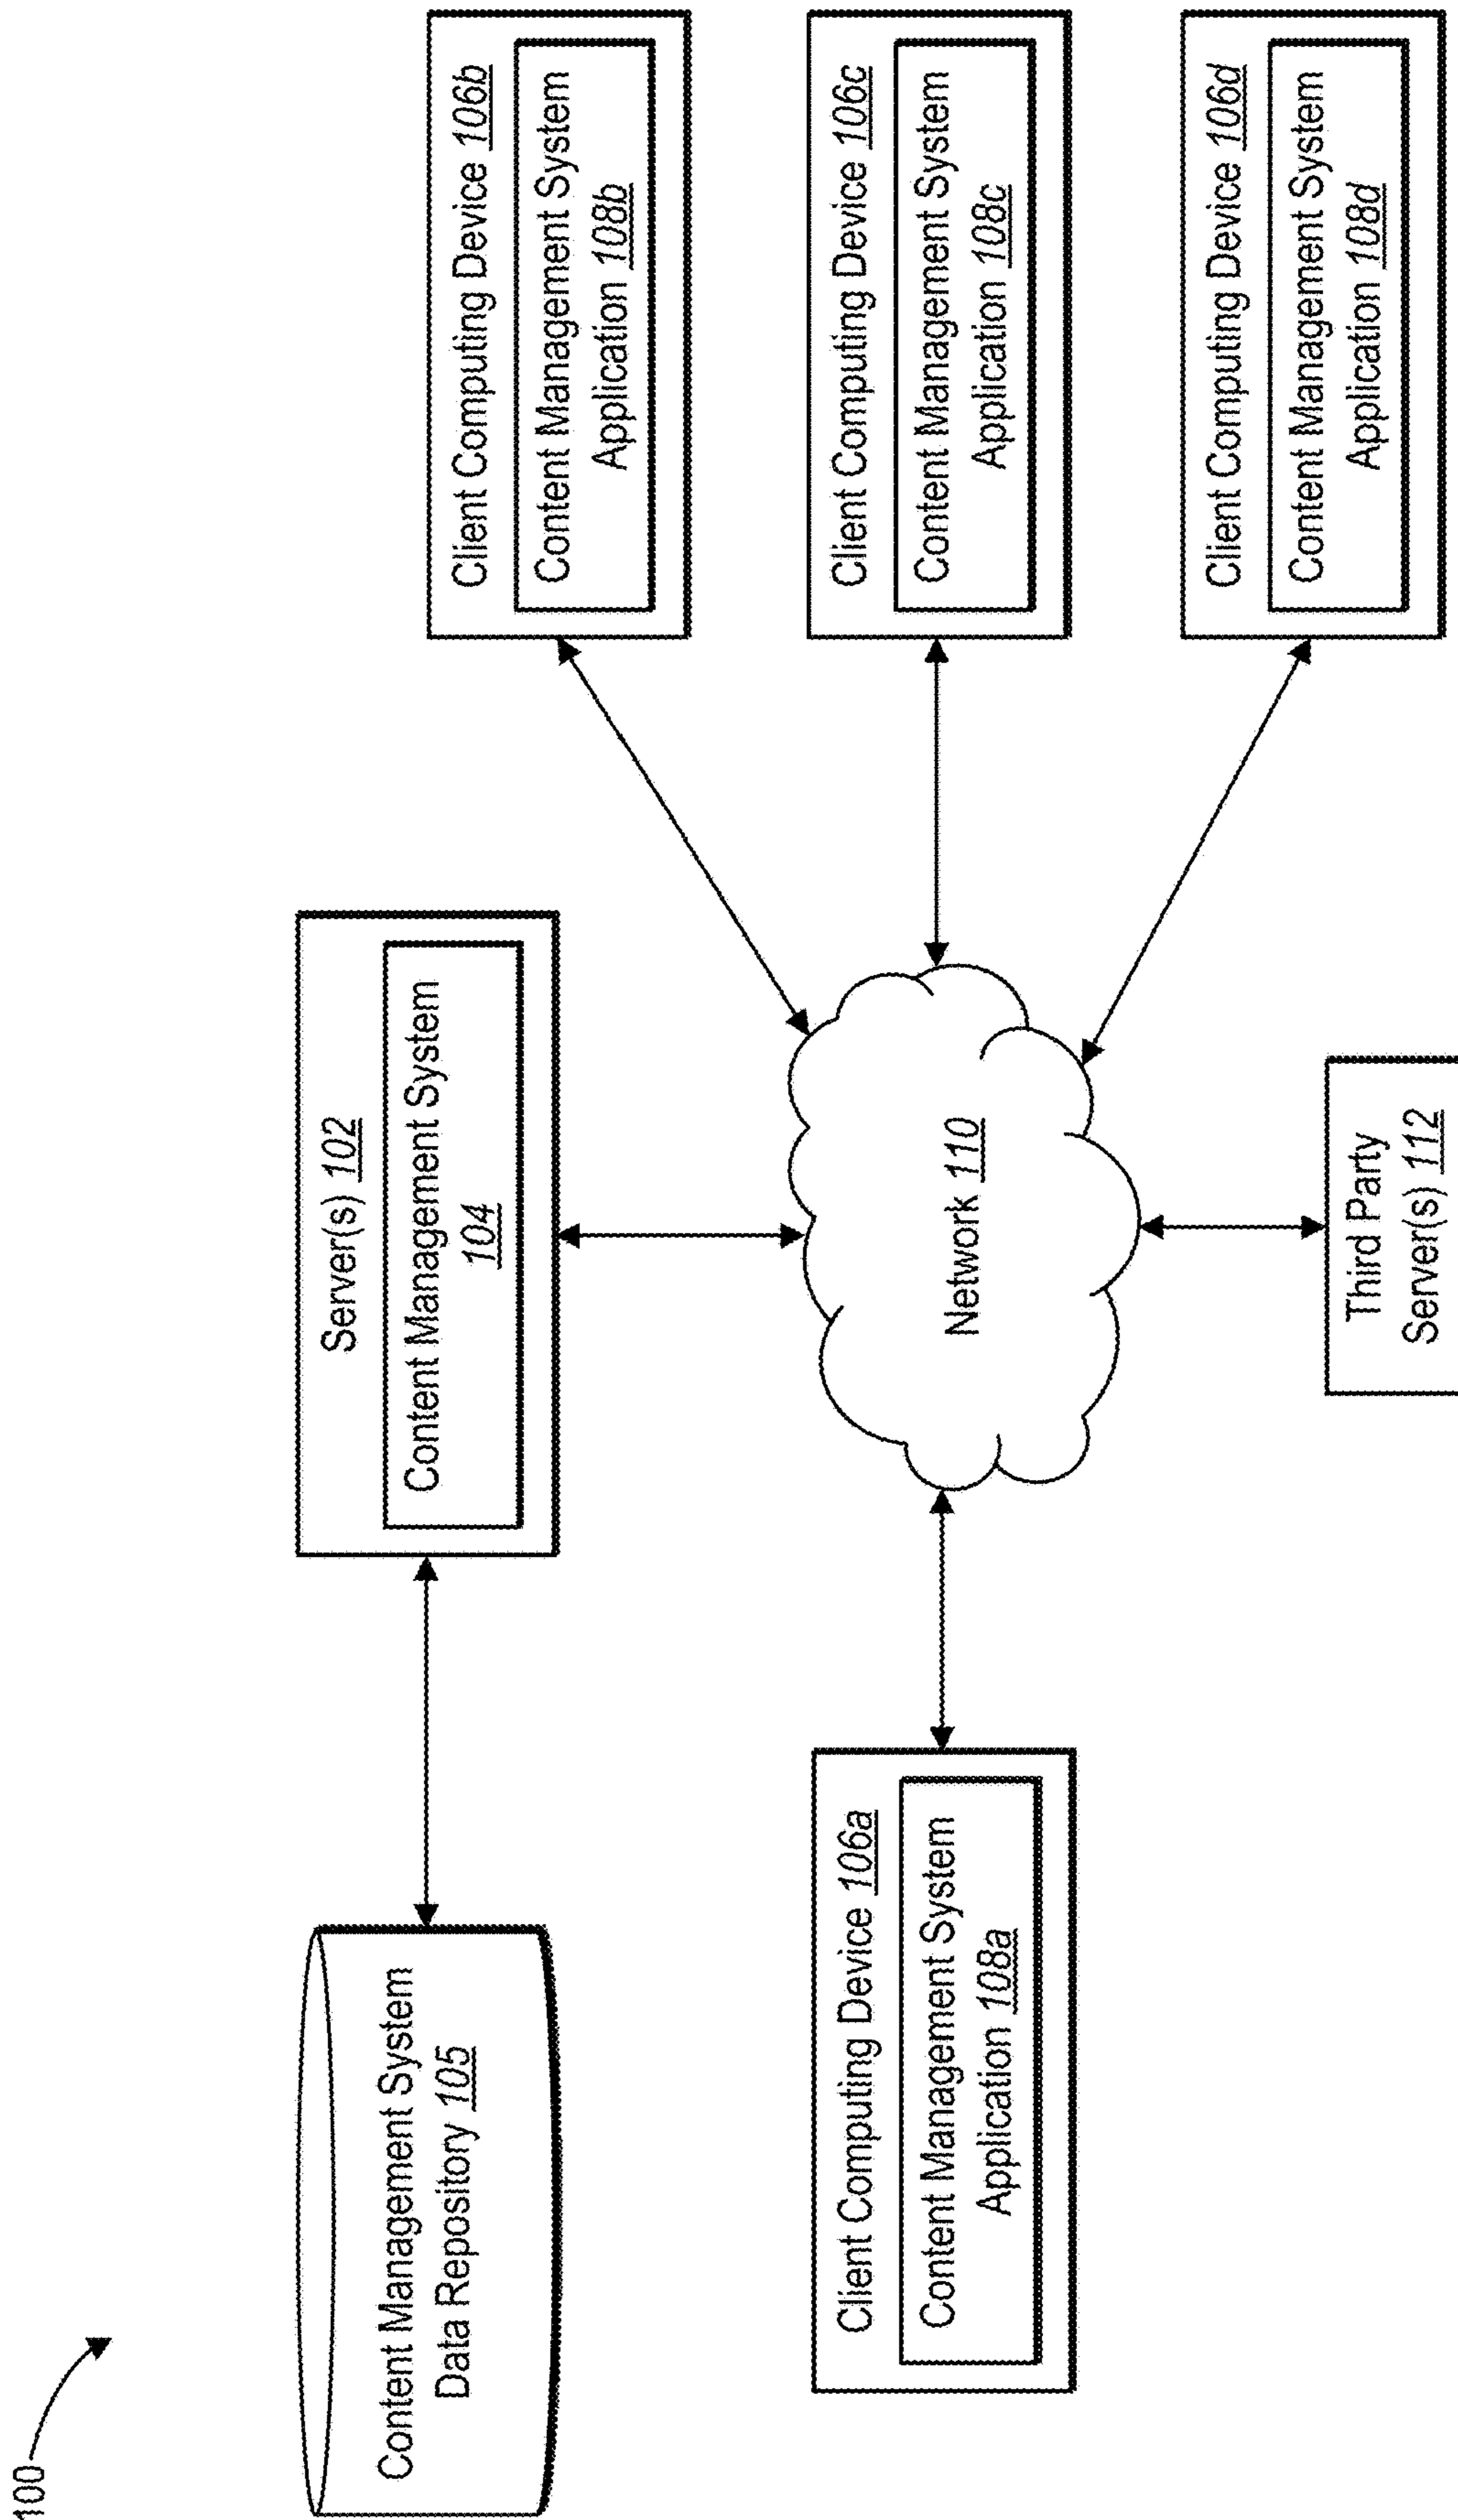 100
Content Management System
Data Repository 105
Server(s) 102
Content Management System
104
Client Computing Device 106a
Content Management System
Application 108a
Network 110
Client Computing Device 106b
Content Management System
Application 108b
Client Computing Device 106c
Content Management System
Application 108c
Client Computing Device 106d
Content Management System
Application 108d
Third Party
Server(s) 112